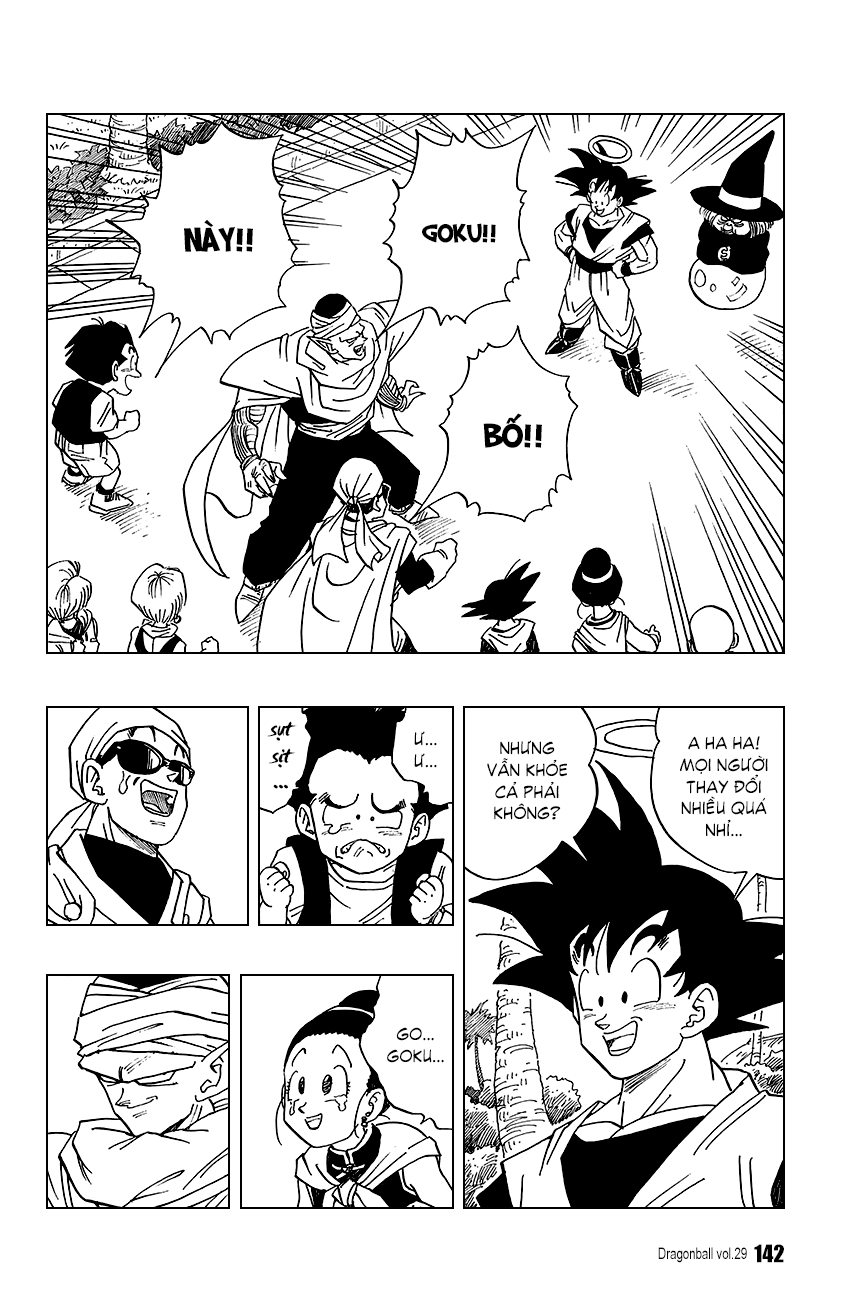 GOKU!!
NÀY!!
BỐ!!
A HA HA!
MỌI NGƯỜI
THAY ĐỔI
NHIỀU QUÁ
NHỈ...
NHƯNG
VẪN KHỎE
CẢ PHẢI
KHÔNG?
Ư...
Ư...
SỤT
SỊT
...
GO...
GOKU...
Dragonball vol.29 142